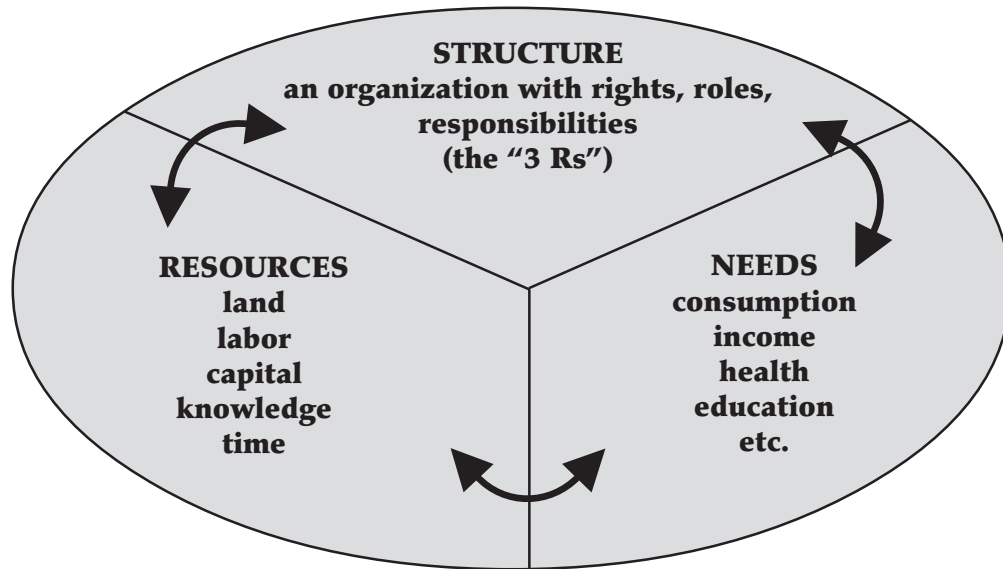 STRUCTURE
an organization with rights, roles,
responsibilities
(the “3 Rs”)
RESOURCES
land
labor
capital
knowledge
time
NEEDS
consumption
income
health
education
etc.